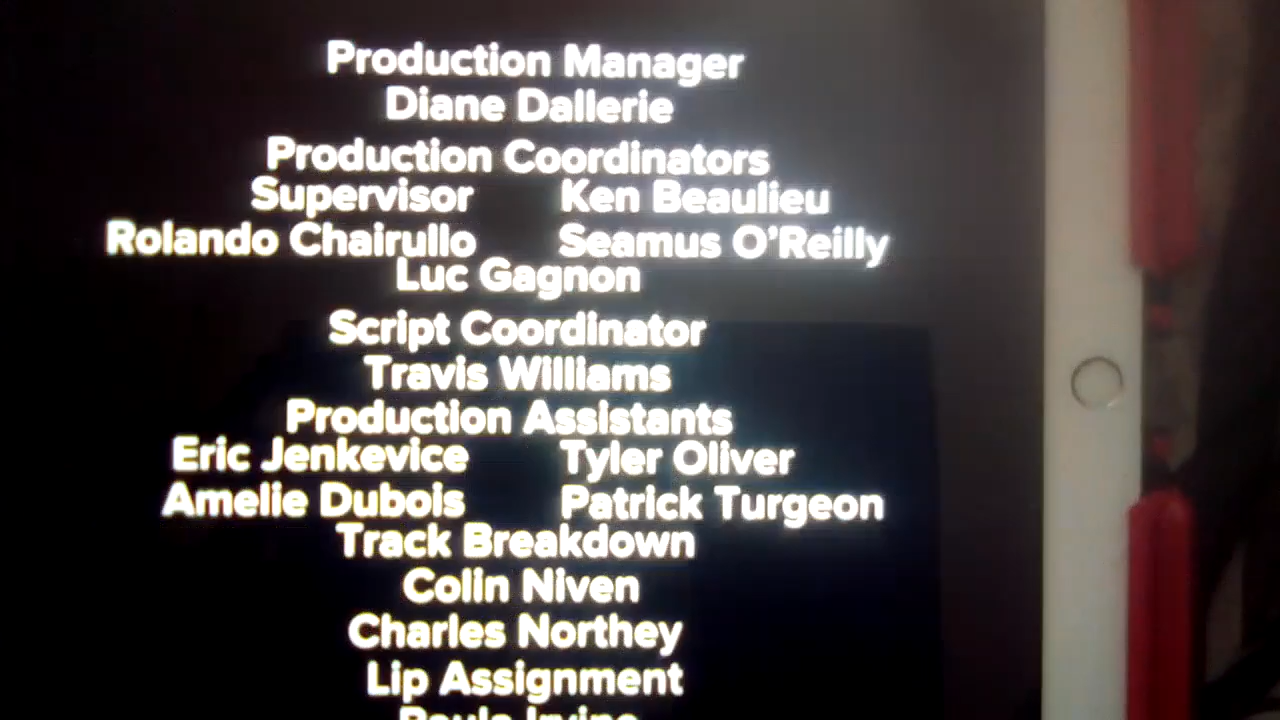 Production Manager
Diane Dallerie
Production Coordinators
Supervisor Ken Beaulieu
Rolando Chairullo Seamus O'Reilly
Luc Gagnon
Script Coordinator
Travis Williams
Production Assistants
Eric Jenkevice Tyler Oliver
Amelie Dubois Patrick Turgeon
Track Breakdown
Colin Niven
Charles Northey
Lip Assignment